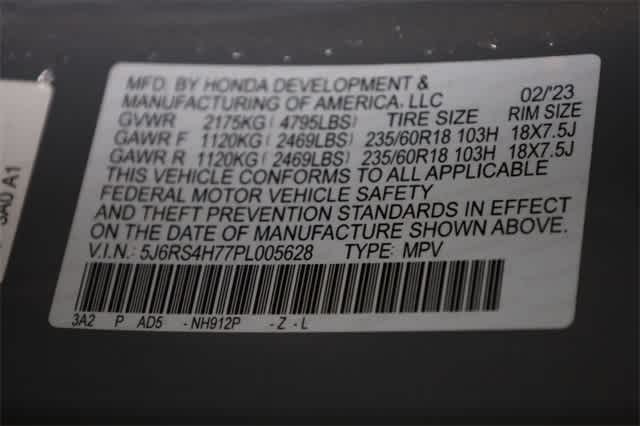 MFD. BY HONDA DEVELOPMENT &
MANUFACTURING OF AMERICA, LLC 02/'23
GVWR 2175KG ( 4795LBS) TIRE SIZE RIM SIZE
GAWR F 1120KG ( 2469LBS) 235/60R18 103H 18X7.5J
GAWR R 1120KG ( 2469LBS) 235/60R18 103H 18X7.5J
THIS VEHICLE CONFORMS TO ALL APPLICABLE
FEDERAL MOTOR VEHICLE SAFETY
AND THEFT PREVENTION STANDARDS IN EFFECT
ON THE DATE OF MANUFACTURE SHOWN ABOVE.
V.I.N.: 5J6RS4H77PL005628 TYPE: MPV
3A2 P AD5 -NH912P -Z-L
3A0 A1